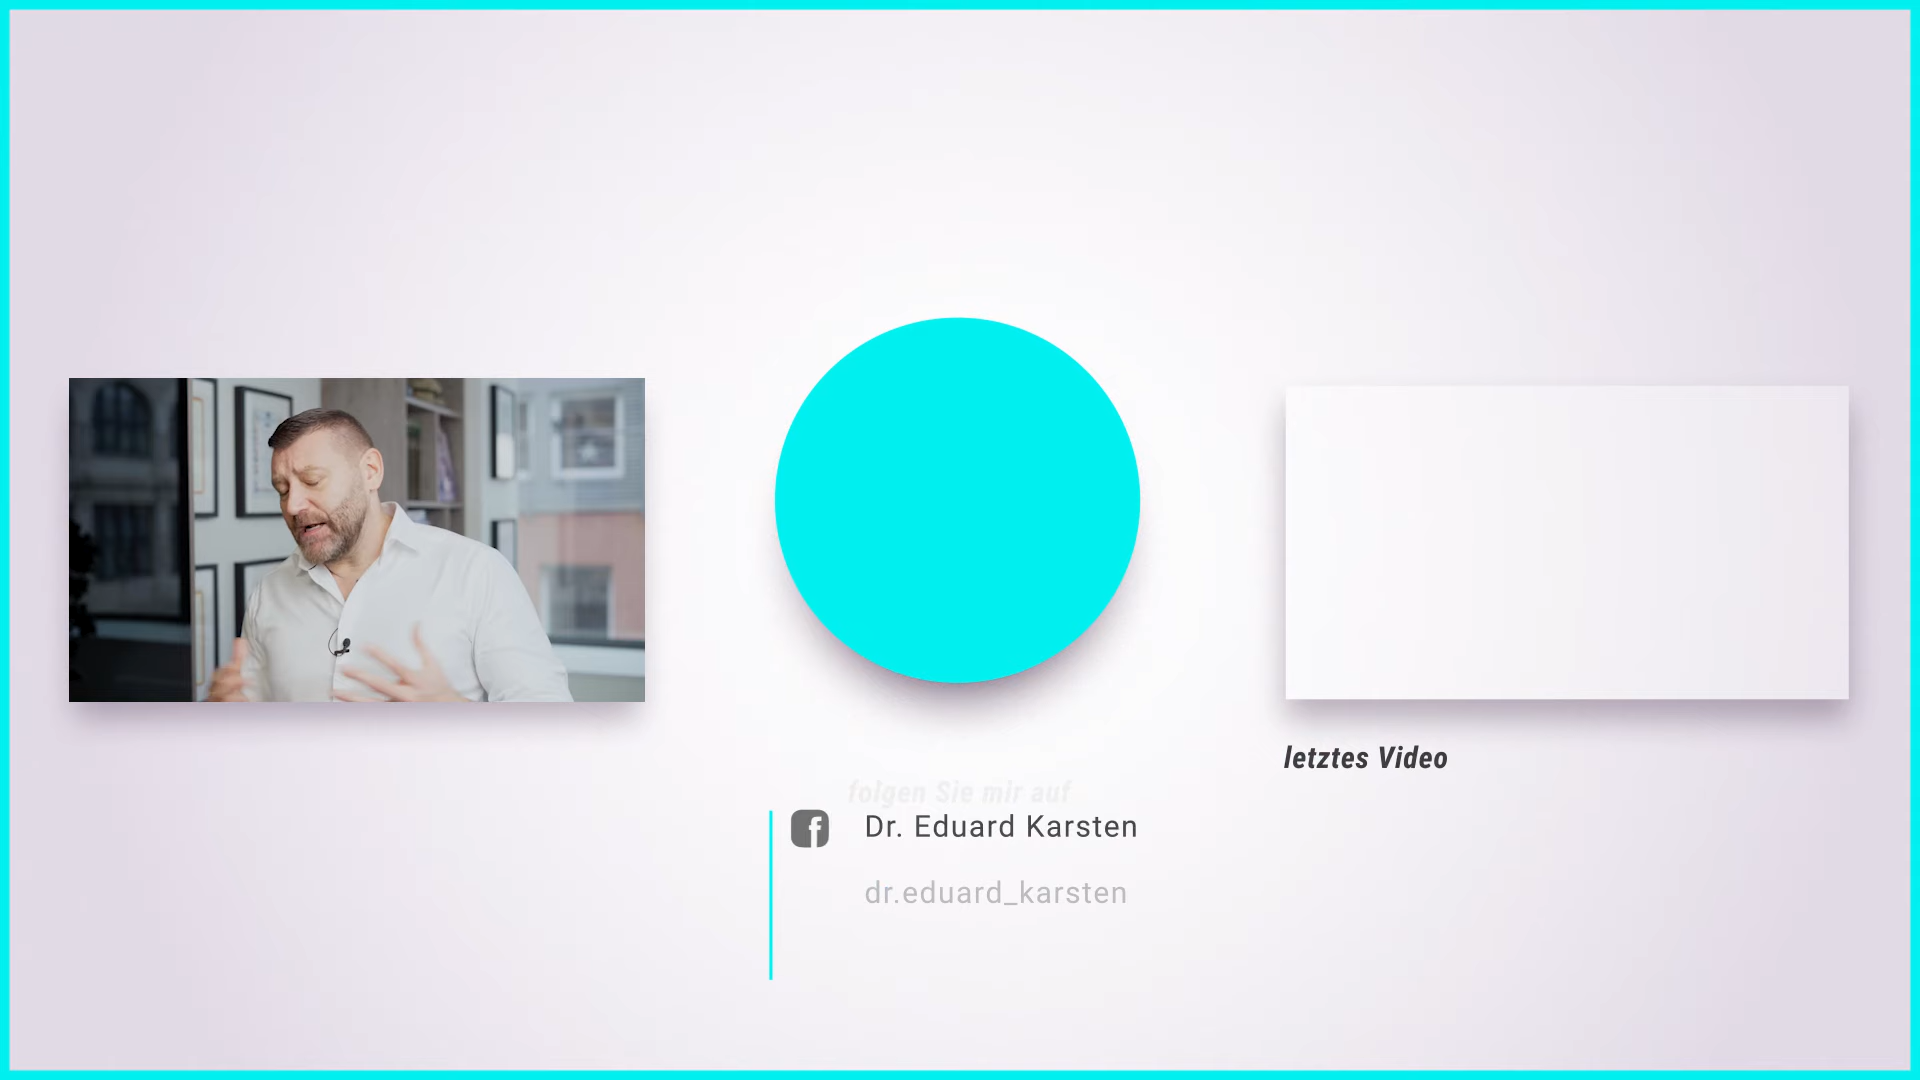 letztes Video
folgen Sie mir auf
Dr. Eduard Karsten
dr.eduard_karsten